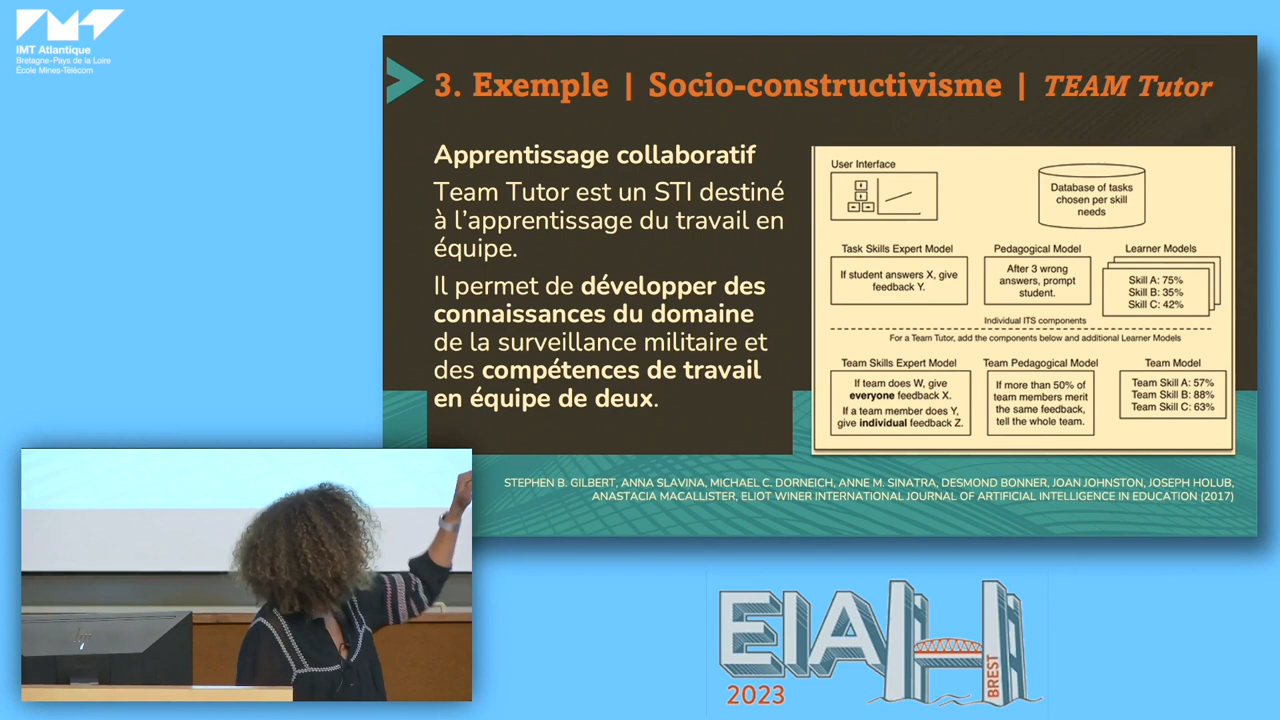 IMT Atlantique
Bretagne-Pays de la Loire
École Mines-Télécom
3. Exemple | Socio-constructivisme | TEAM Tutor
Apprentissage collaboratif
Team Tutor est un STI destiné
à l'apprentissage du travail en
équipe.
Il permet de développer des
connaissances du domaine
de la surveillance militaire et
des compétences de travail
en équipe de deux.
User Interface
Database of tasks
chosen per skill
needs
Task Skills Expert Model
If student answers X, give
feedback Y.
Pedagogical Model
After 3 wrong
answers, prompt
student.
Learner Models
Skill A: 75%
Skill B: 35%
Skill C: 42%
Individual ITS components
For a Team Tutor, add the components below and additional Learner Models
Team Skills Expert Model
If team does W, give
everyone feedback X.
If a team member does Y,
give individual feedback Z.
Team Pedagogical Model
If more than 50% of
team members merit
the same feedback,
tell the whole team.
Team Model
Team Skill A: 57%
Team Skill B: 88%
Team Skill C: 63%
STEPHEN B. GILBERT, ANNA SLAVINA, MICHAEL C. DORNEICH, ANNE M. SINATRA, DESMOND BONNER, JOAN JOHNSTON, JOSEPH HOLUB,
ANASTACIA MACALLISTER, ELIOT WINER INTERNATIONAL JOURNAL OF ARTIFICIAL INTELLIGENCE IN EDUCATION (2017)
hp
EIAH
BREST
2023